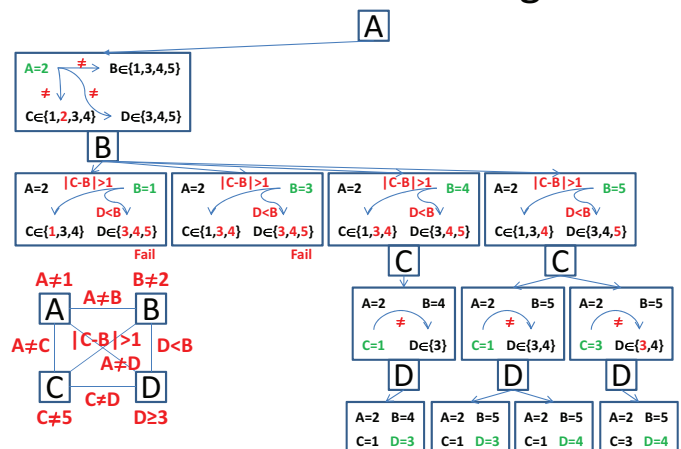 A
A=2 ≠ B∈{1,3,4,5}
≠ ≠
C∈{1,2,3,4} D∈{3,4,5}
B
A=2 |C-B|>1 B=1
D<B
C∈{1,3,4} D∈{3,4,5}
Fail
A=2 |C-B|>1 B=3
D<B
C∈{1,3,4} D∈{3,4,5}
Fail
A=2 |C-B|>1 B=4
D<B
C∈{1,3,4} D∈{3,4,5}
A=2 |C-B|>1 B=5
D<B
C∈{1,3,4} D∈{3,4,5}
C
C
A=2 B=4
≠
C=1 D∈{3}
A=2 B=5
≠
C=1 D∈{3,4}
A=2 B=5
≠
C=3 D∈{3,4}
D
D
D
A=2 B=4
C=1 D=3
A=2 B=5
C=1 D=3
A=2 B=5
C=1 D=4
A=2 B=5
C=3 D=4
A≠1 B≠2
A A≠B B
A≠C |C-B|>1 D<B
A≠D
C C≠D D
C≠5 D≥3